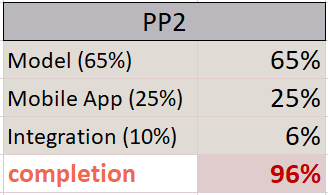 PP2
Model (65%) 65%
Mobile App (25%) 25%
Integration (10%) 6%
completion 96%